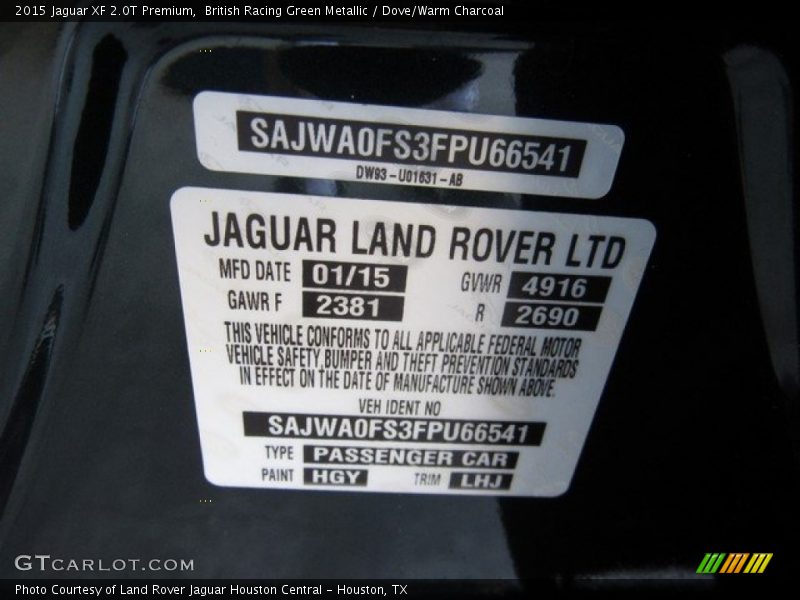 2015 Jaguar XF 2.0T Premium,  British Racing Green Metallic / Dove/Warm Charcoal
SAJWA0FS3FPU66541
DW93-U01631-AB
JAGUAR LAND ROVER LTD
MFD DATE 01/15 GVWR 4916
GAWR F 2381 R 2690
THIS VEHICLE CONFORMS TO ALL APPLICABLE FEDERAL MOTOR
VEHICLE SAFETY,BUMPER AND THEFT PREVENTION STANDARDS
IN EFFECT ON THE DATE OF MANUFACTURE SHOWN ABOVE.
VEH IDENT NO
SAJWA0FS3FPU66541
TYPE PASSENGER CAR
PAINT HGY TRIM LHJ
GTCARLOT.COM
Photo Courtesy of Land Rover Jaguar Houston Central - Houston, TX